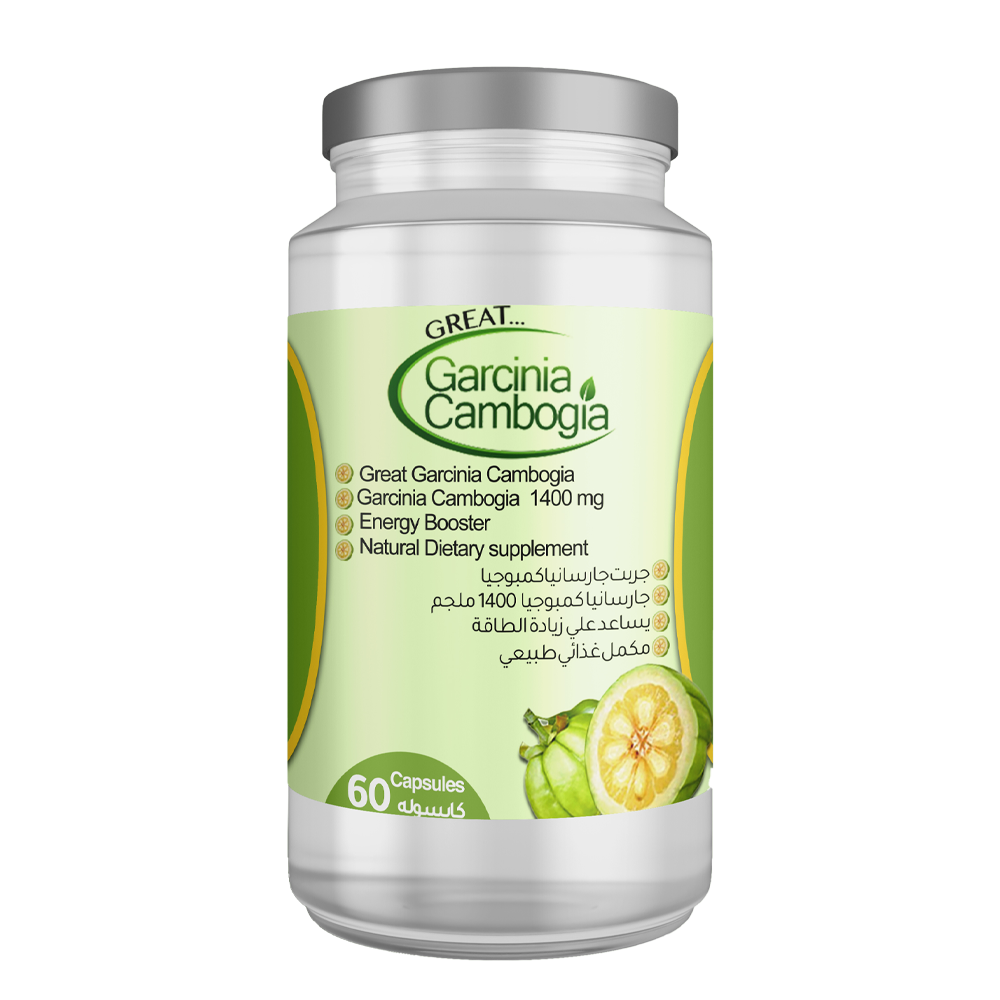 GREAT...
Garcinia
Cambogia
Great Garcinia Cambogia
Garcinia Cambogia 1400 mg
Energy Booster
Natural Dietary supplement
جريت جارسانيا كمبوجيا
جارسانيا كمبوجيا 1400 ملجم
يساعد علي زيادة الطاقة
مكمل غذائي طبيعي
60 Capsules
كابسوله